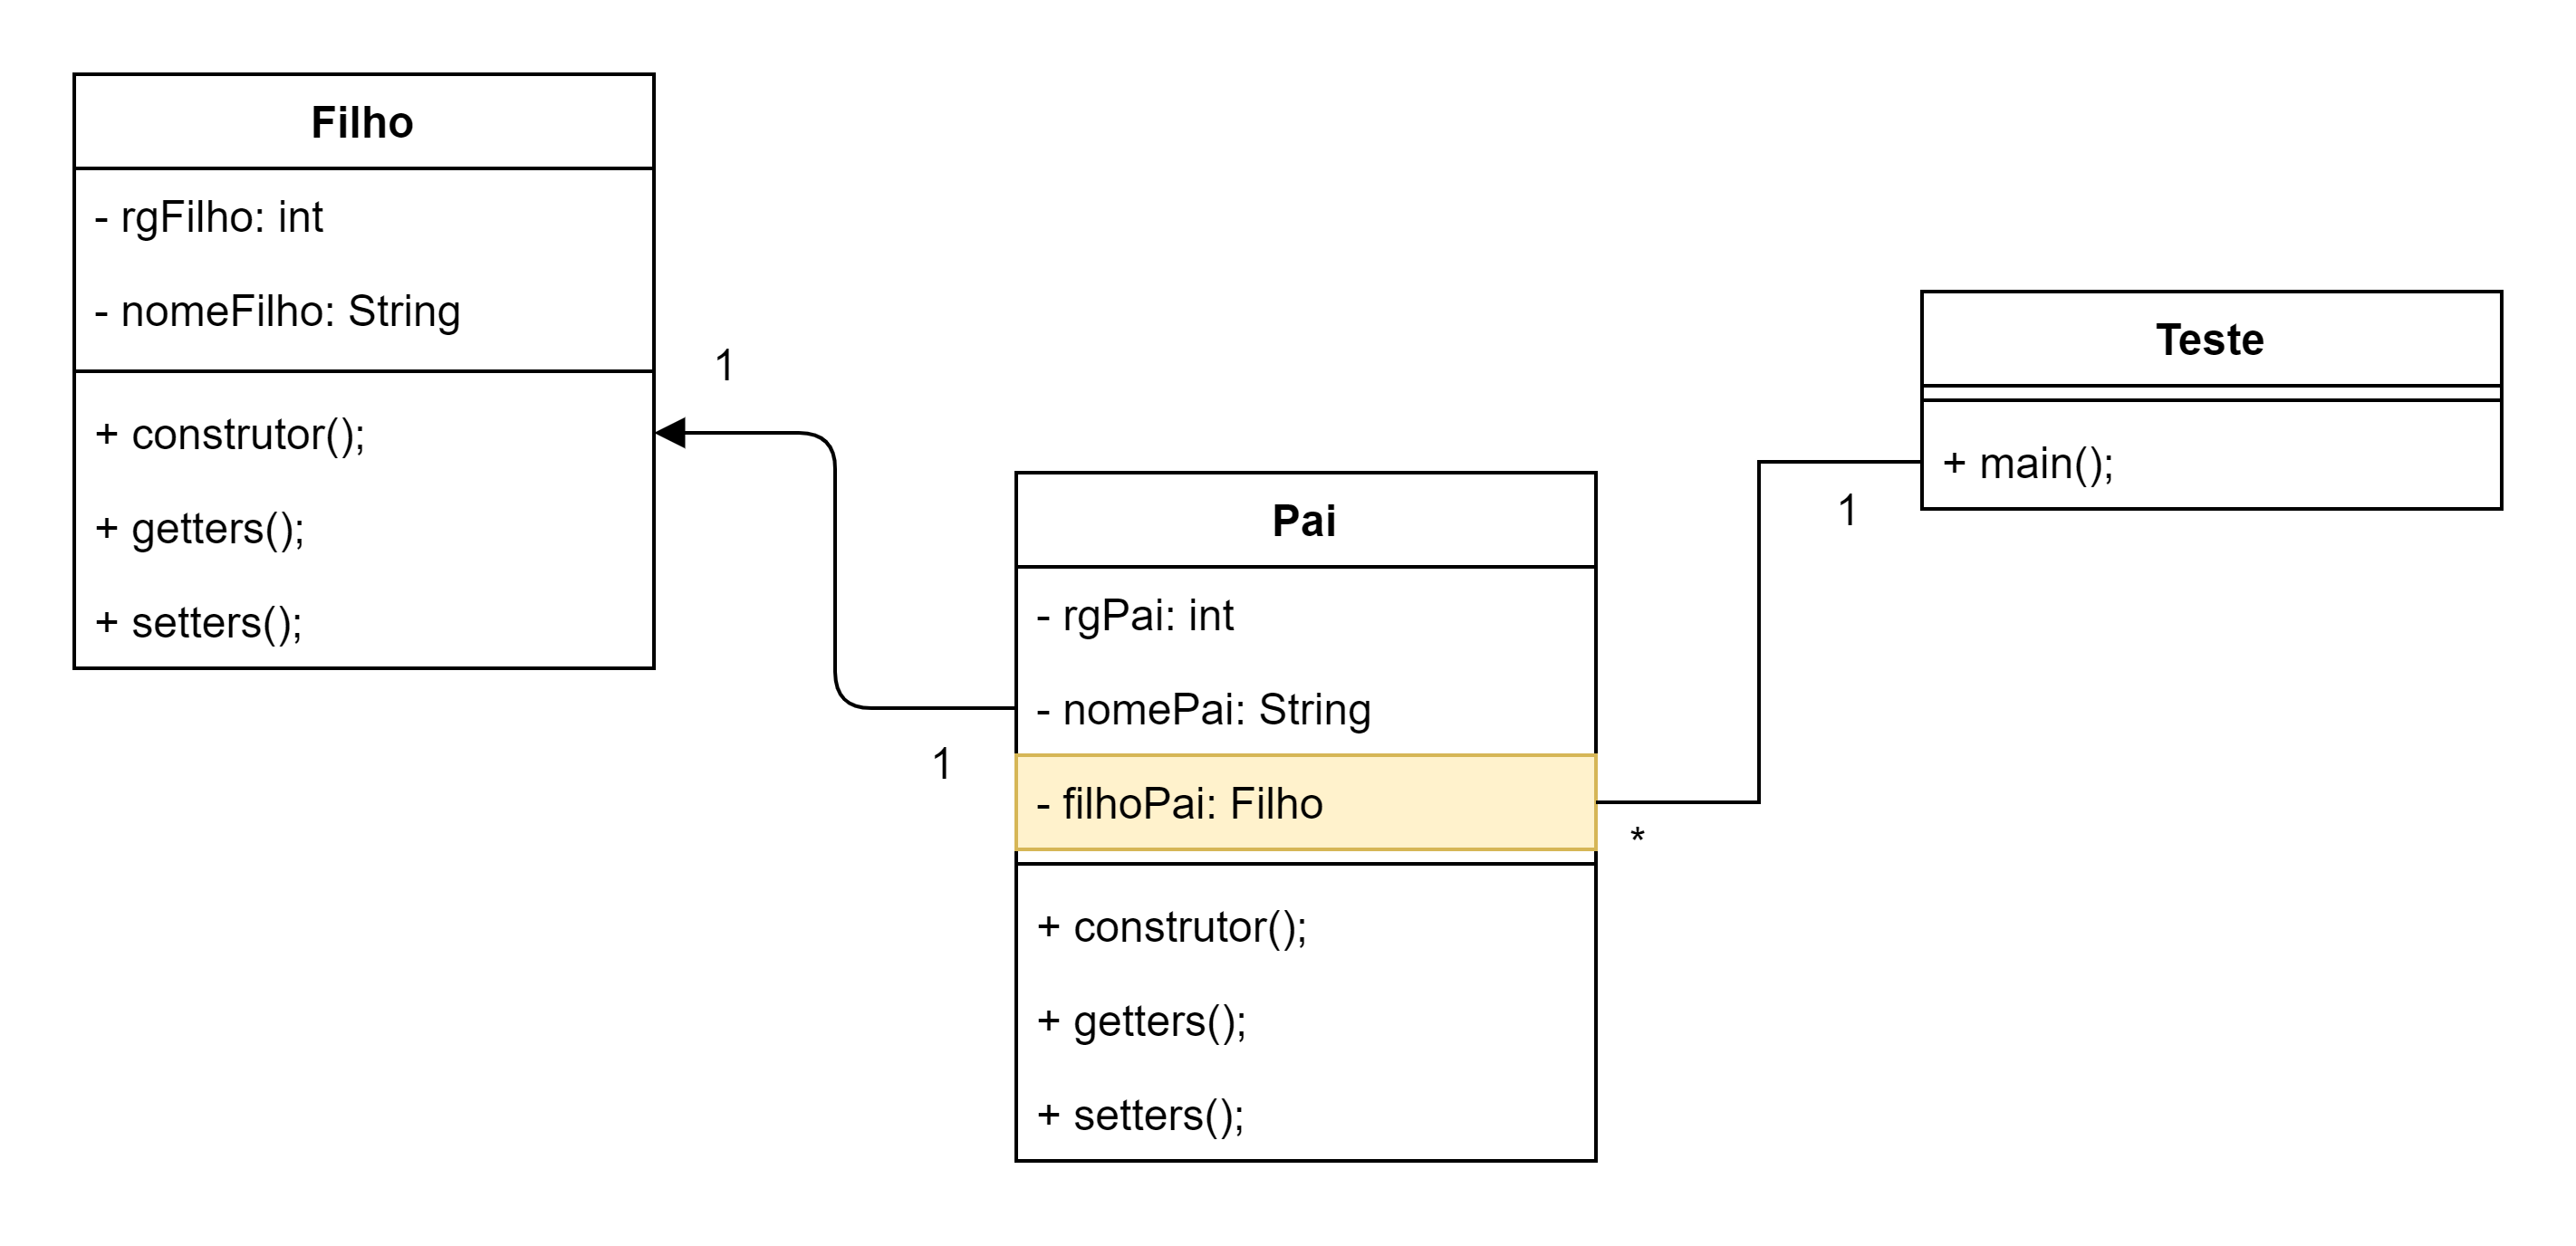 Filho
- rgFilho: int
- nomeFilho: String
+ construtor();
+ getters();
+ setters();
1
1
Pai
- rgPai: int
- nomePai: String
- filhoPai: Filho
+ construtor();
+ getters();
+ setters();
*
1
Teste
+ main();